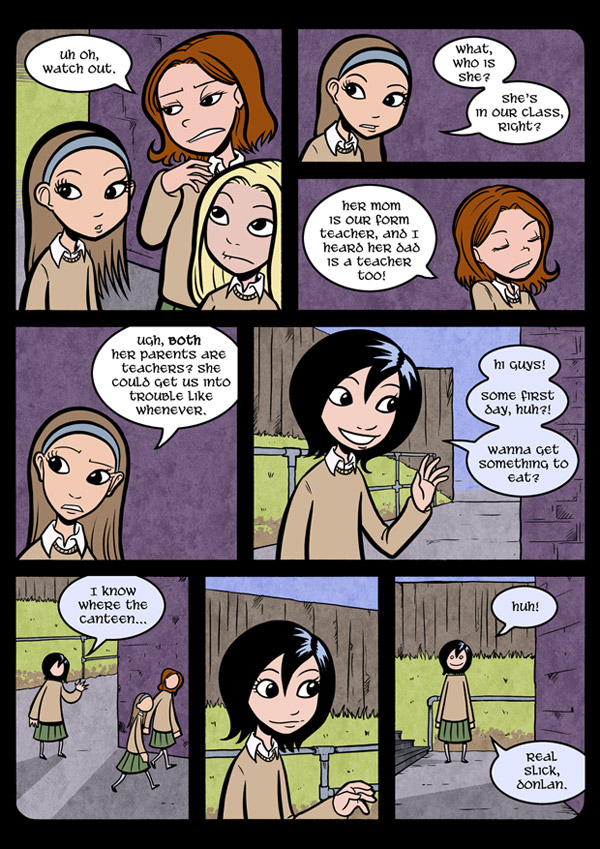 uh oh,
watch out.
what,
who is
she?
she's
in our class,
right?
her mom
is our form
teacher, and I
heard her dad
is a teacher
too!
ugh, both
her parents are
teachers? she
could get us into
trouble like
whenever.
hi guys!
some first
day, huh?!
wanna get
something to
eat?
I know
where the
canteen...
huh!
real
slick,
donlan.